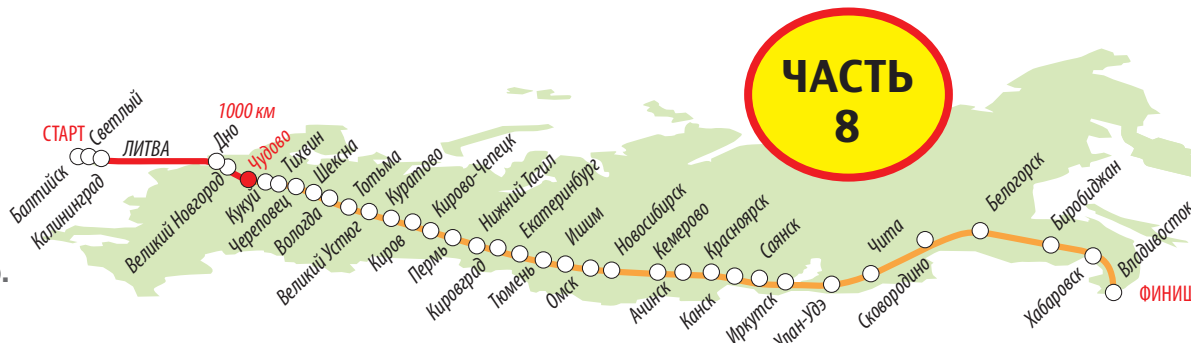 ЧАСТЬ
8
1000 км
СТАРТ
ЛИТВА
Балтийск
Светлый
Калининград
Дно
Великий Новгород
Чудово
Кукуй
Тихвин
Череповец
Шексна
Вологда
Тотьма
Великий Устюг
Куратово
Киров
Кирово-Чепецк
Пермь
Нижний Тагил
Кировград
Екатеринбург
Тюмень
Ишим
Омск
Новосибирск
Ачинск
Кемерово
Канск
Красноярск
Иркутск
Саянск
Улан-Удэ
Чита
Сковородино
Белогорск
Биробиджан
Хабаровск
Владивосток
ФИНИШ